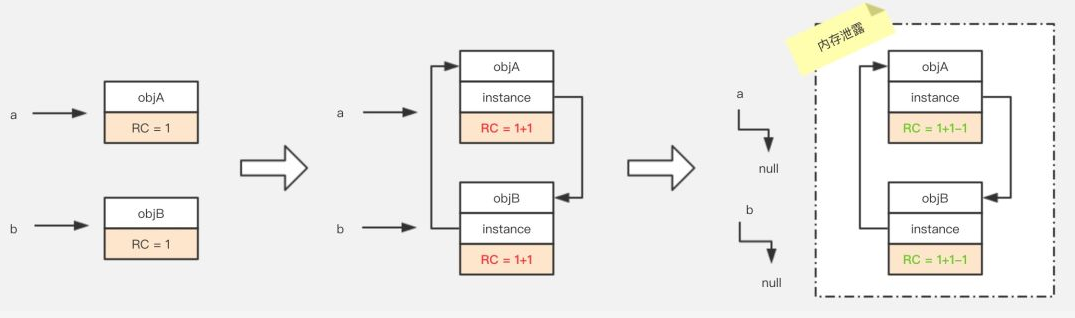 a
objA
RC = 1
b
objB
RC = 1
a
objA
instance
RC = 1+1
b
objB
instance
RC = 1+1
a
null
b
null
内存泄露
objA
instance
RC = 1+1-1
objB
instance
RC = 1+1-1